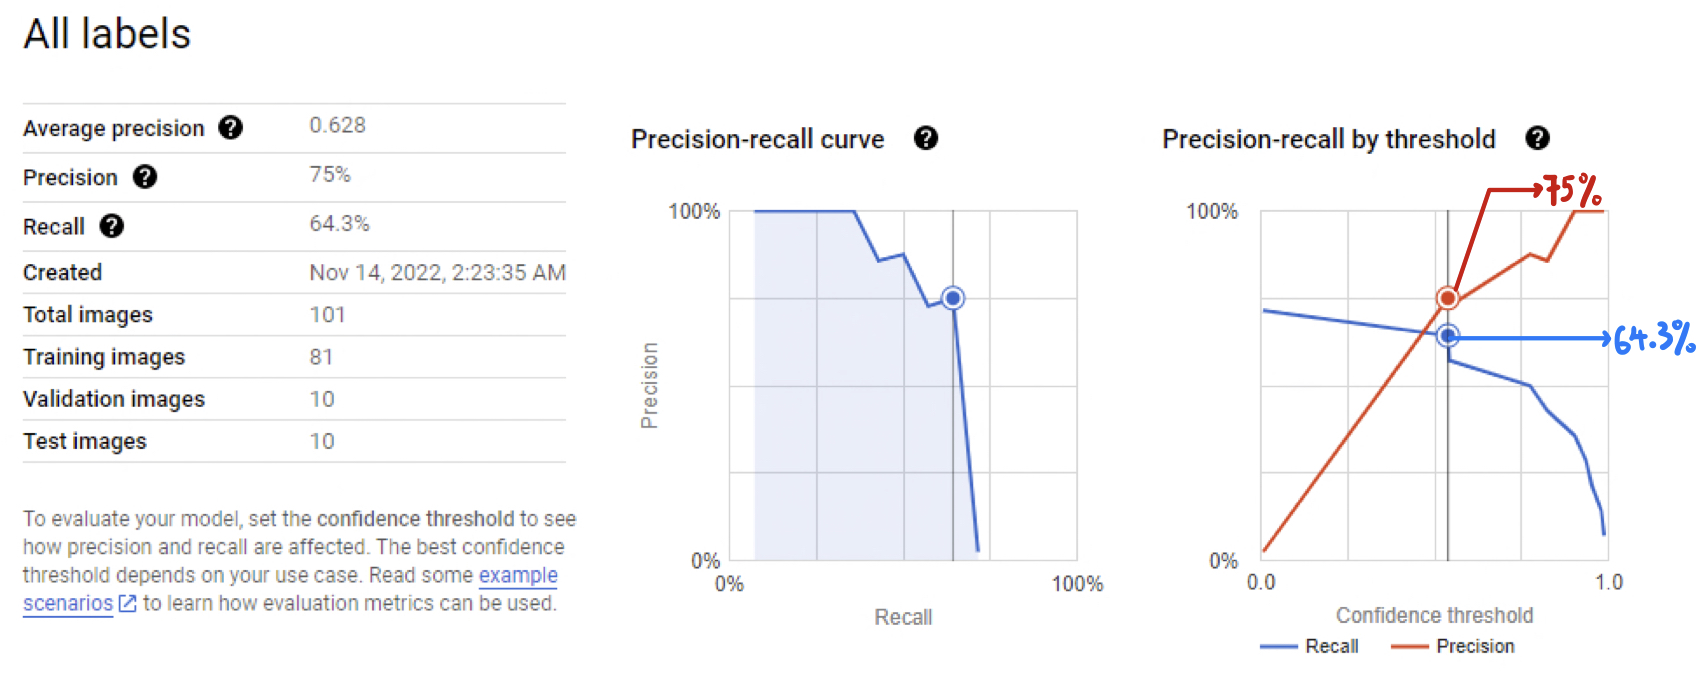 All labels
Average precision ? 0.628
Precision ? 75%
Recall ? 64.3%
Created Nov 14, 2022, 2:23:35 AM
Total images 101
Training images 81
Validation images 10
Test images 10
To evaluate your model, set the confidence threshold to see
how precision and recall are affected. The best confidence
threshold depends on your use case. Read some example
scenarios to learn how evaluation metrics can be used.
Precision-recall curve ?
100%
Precision
0%
0% 100%
Recall
Precision-recall by threshold ?
75%
100%
64.3%
0%
0.0 1.0
Confidence threshold
Recall Precision